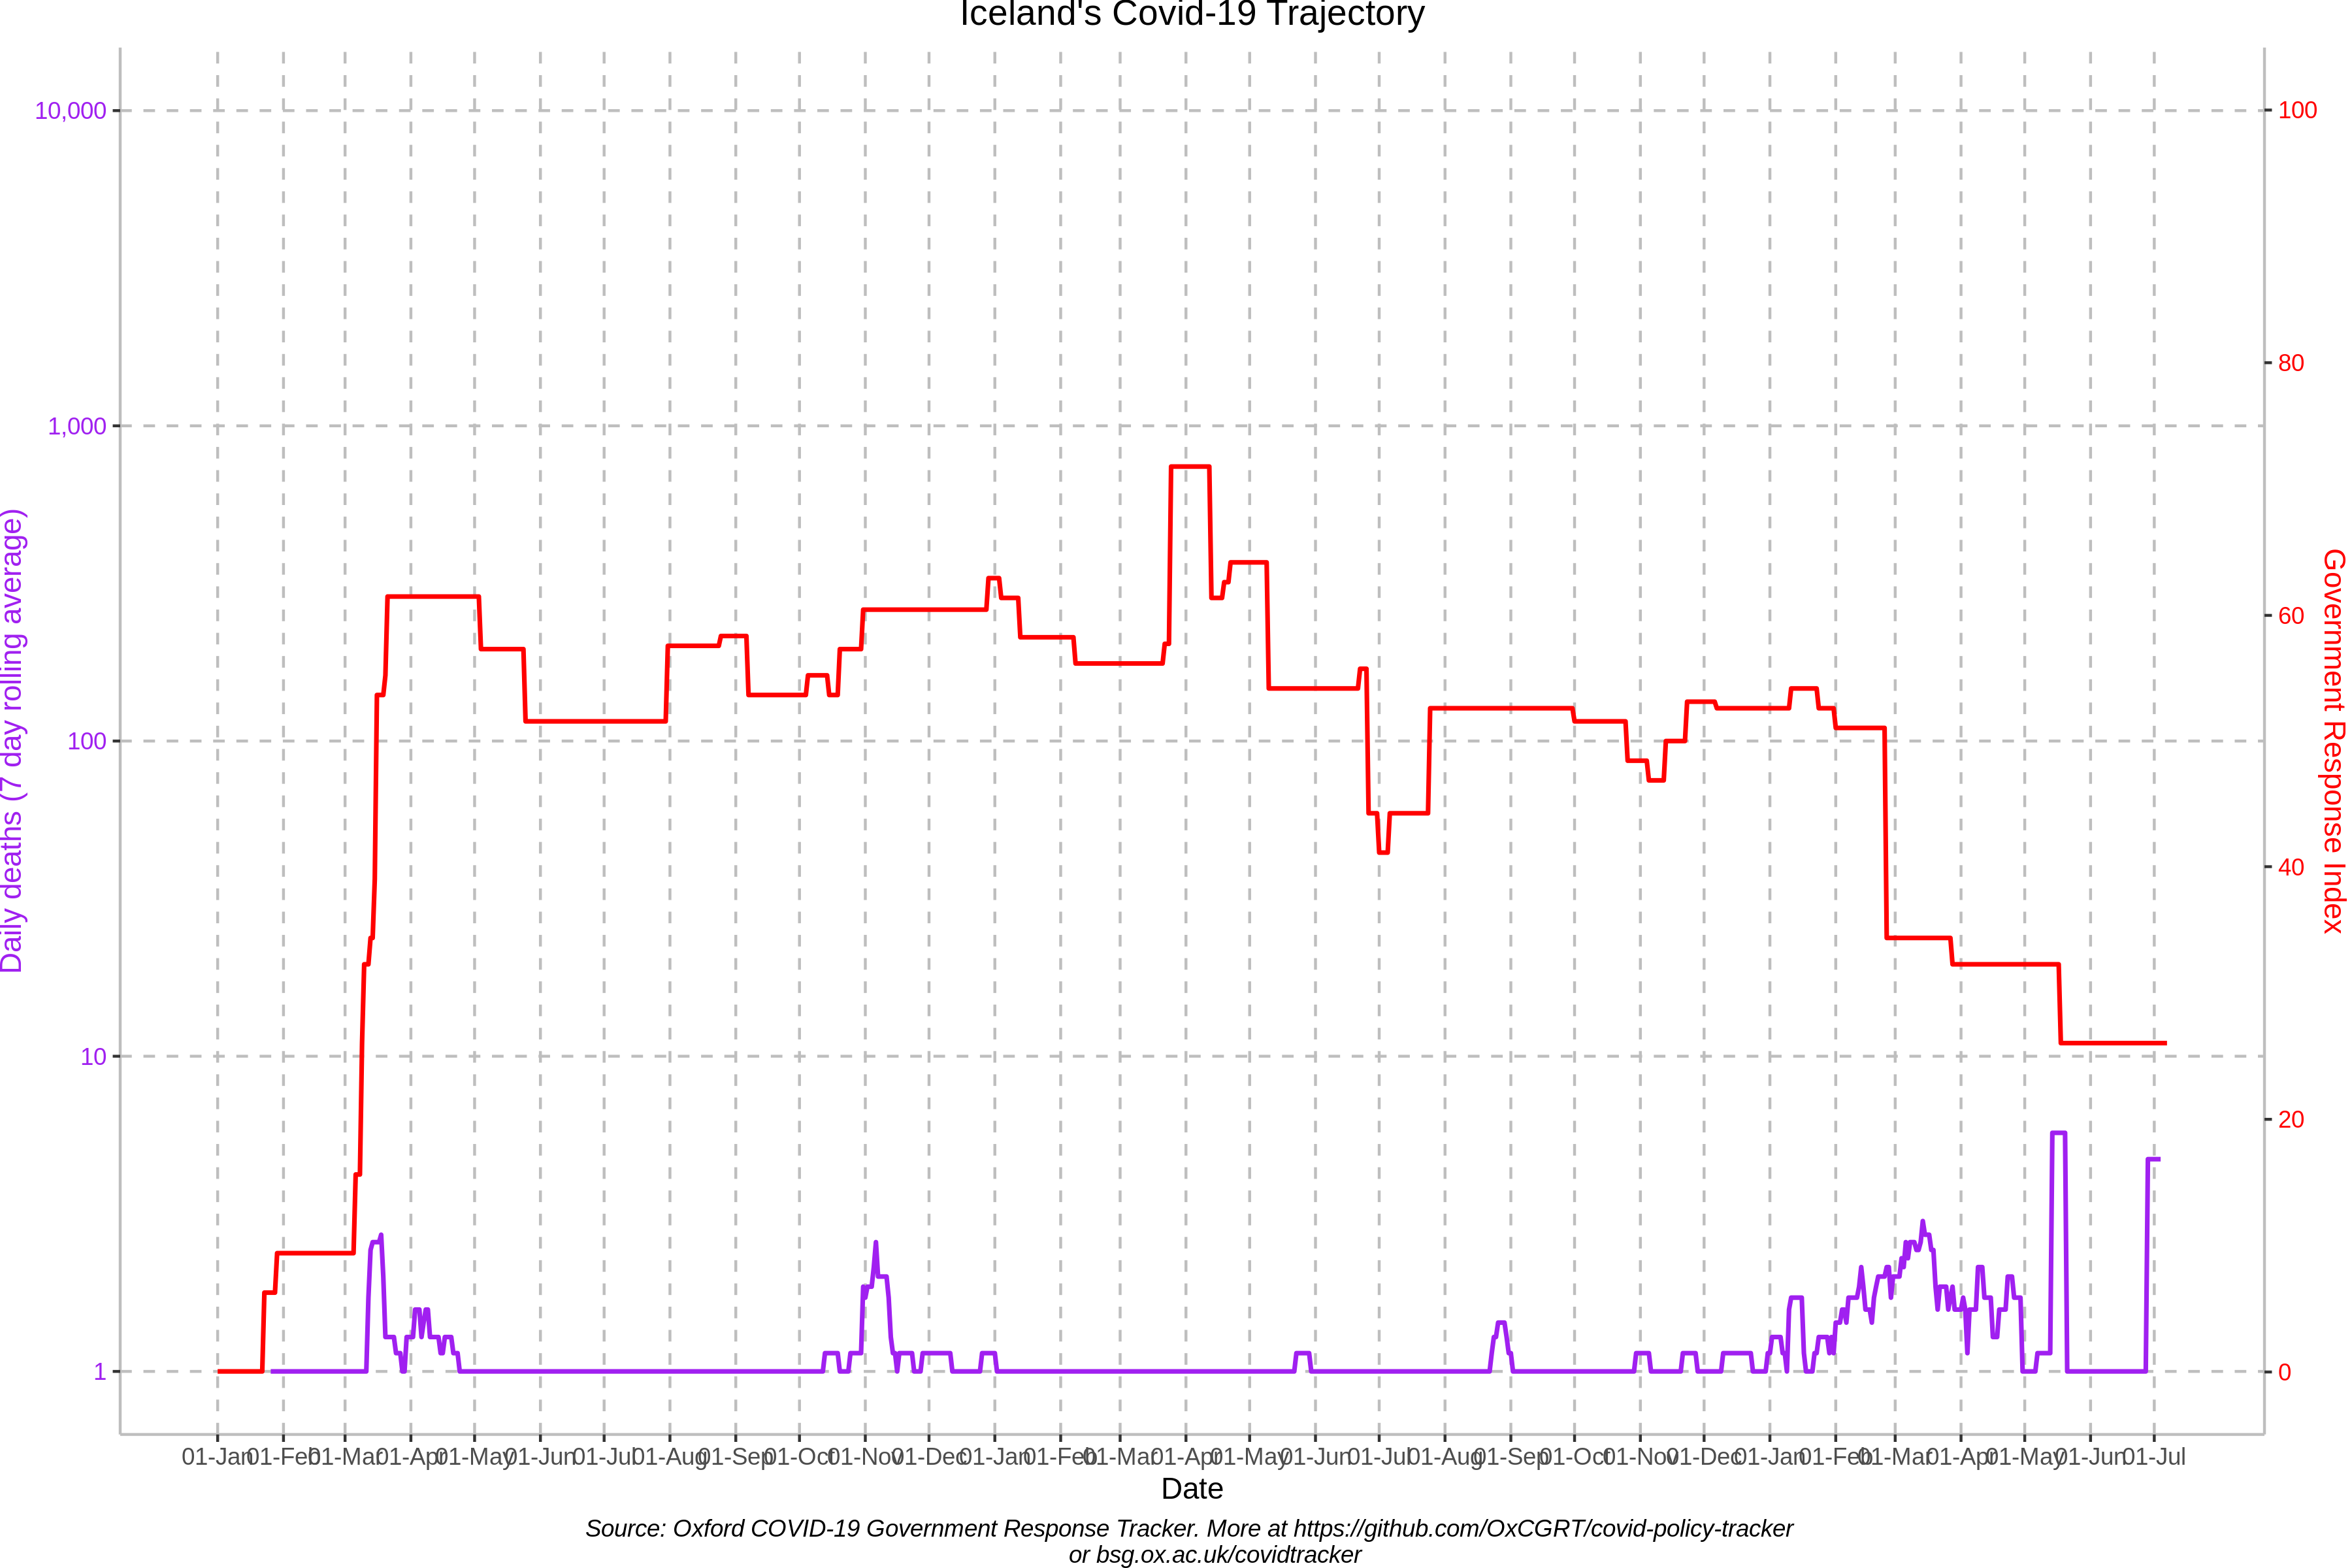 Iceland's Covid-19 Trajectory
10,000
1,000
100
10
1
Daily deaths (7 day rolling average)
100
80
60
40
20
0
Government Response Index
01-Jan 01-Feb 01-Mar 01-Apr 01-May 01-Jun 01-Jul 01-Aug 01-Sep 01-Oct 01-Nov 01-Dec 01-Jan 01-Feb 01-Mar 01-Apr 01-May 01-Jun 01-Jul 01-Aug 01-Sep 01-Oct 01-Nov 01-Dec 01-Jan 01-Feb 01-Mar 01-Apr 01-May 01-Jun 01-Jul
Date
Source: Oxford COVID-19 Government Response Tracker. More at https://github.com/OxCGRT/covid-policy-tracker
or bsg.ox.ac.uk/covidtracker